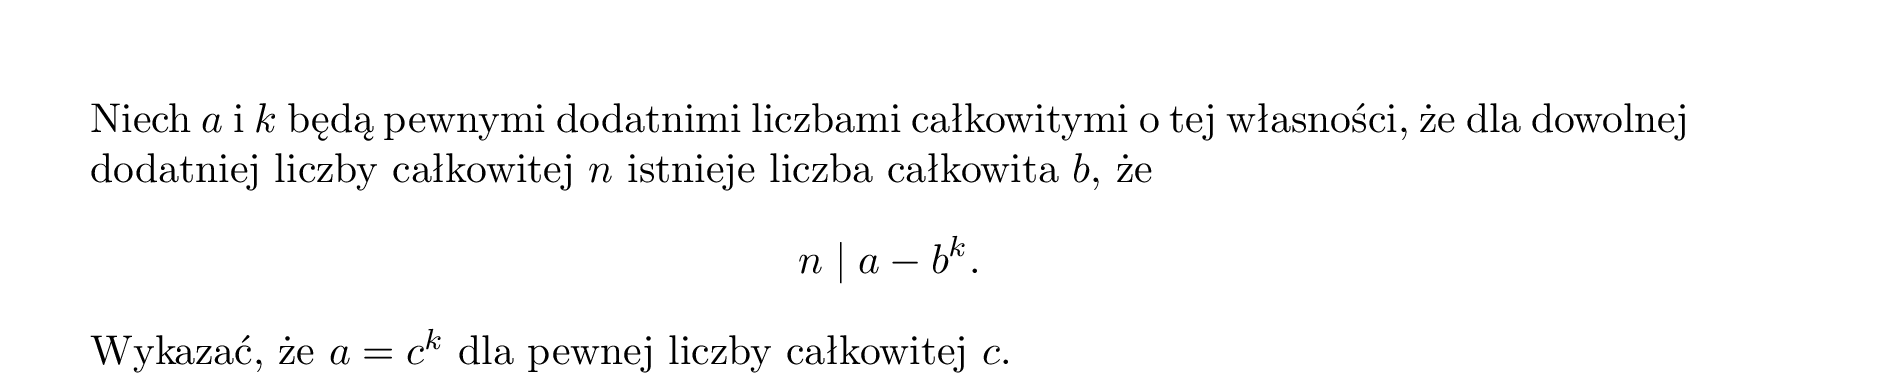 Niech a i k będą pewnymi dodatnimi liczbami całkowitymi o tej własności, że dla dowolnej
dodatniej liczby całkowitej n istnieje liczba całkowita b, że
n | a − b^k.
Wykazać, że a = c^k dla pewnej liczby całkowitej c.